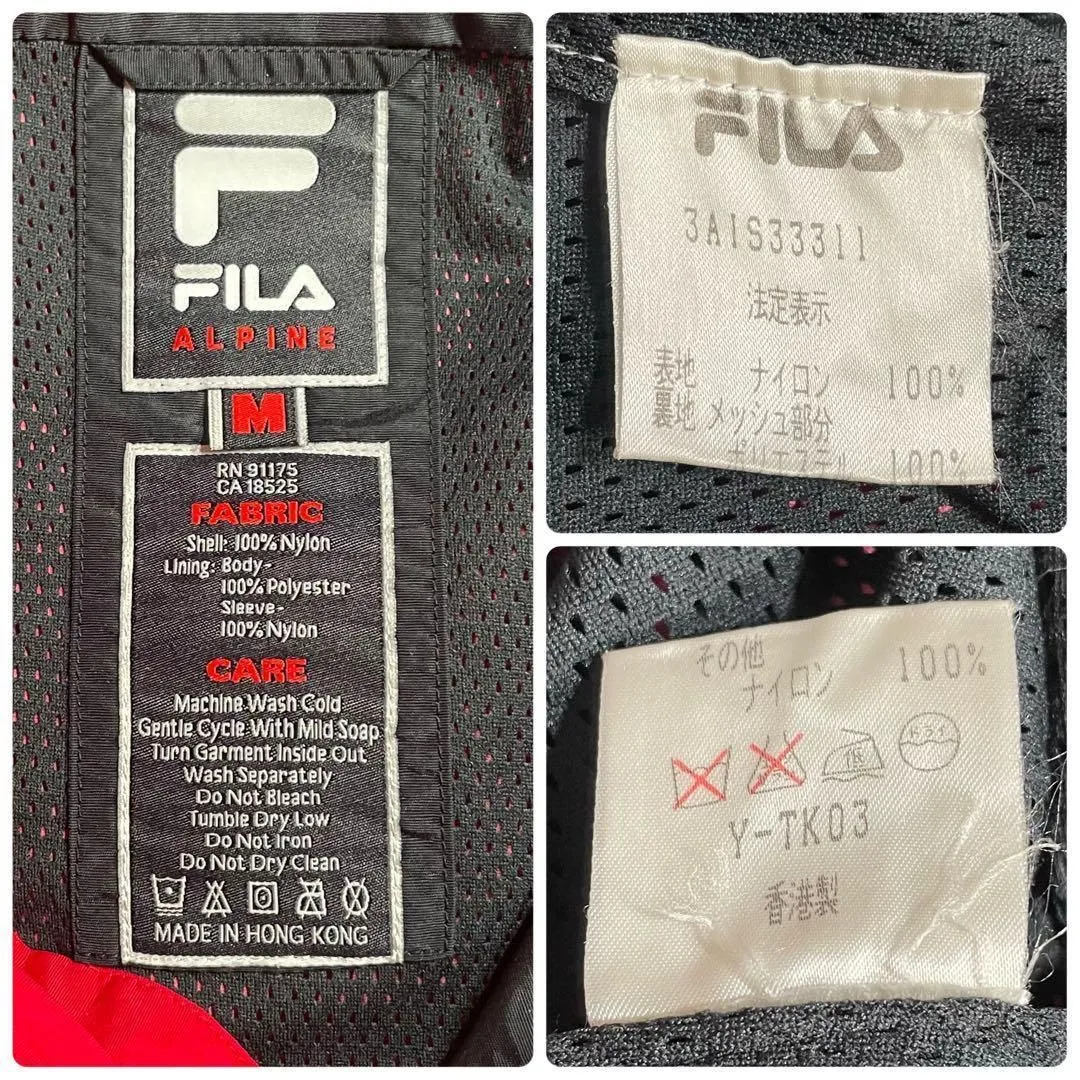 FILA
ALPINE
M
RN 91175
CA 18525
FABRIC
Shell: 100% Nylon
Lining: Body-
100% Polyester
Sleeve-
100% Nylon
CARE
Machine Wash Cold
Gentle Cycle With Mild Soap
Turn Garment Inside Out
Wash Separately
Do Not Bleach
Tumble Dry Low
Do Not Iron
Do Not Dry Clean
MADE IN HONG KONG
FILA
3AIS33311
法定表示
表地 ナイロン 100%
裏地 メッシュ部分
ポリエステル 100%
その他
ナイロン 100%
低 ドライ
Y-TK03
香港製